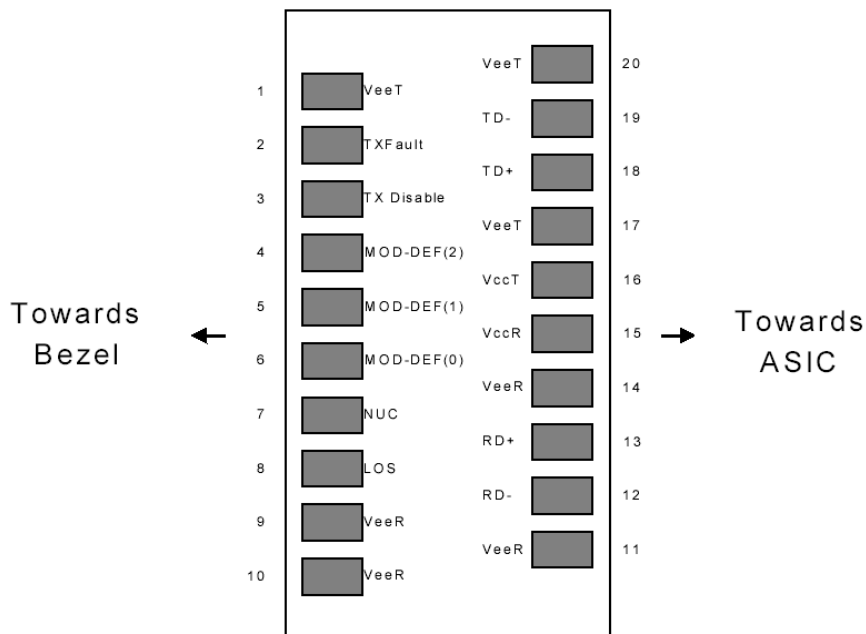 VeeT 20
1 VeeT
TD- 19
2 TXFault
TD+ 18
3 TX Disable
VeeT 17
4 MOD-DEF(2)
VccT 16
5 MOD-DEF(1)
Towards
Bezel
VccR 15
Towards
ASIC
6 MOD-DEF(0)
VeeR 14
7 NUC
RD+ 13
8 LOS
RD- 12
9 VeeR
VeeR 11
10 VeeR